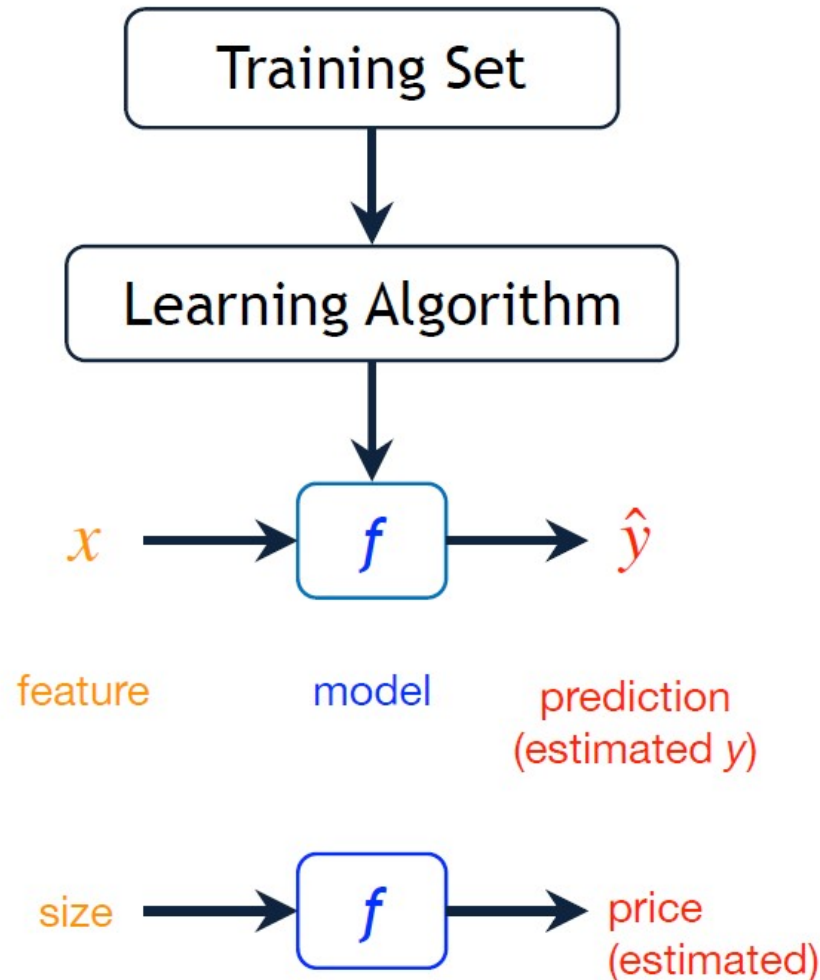 Training Set
Learning Algorithm
x f ŷ
feature model prediction
(estimated y)
size f price
(estimated)